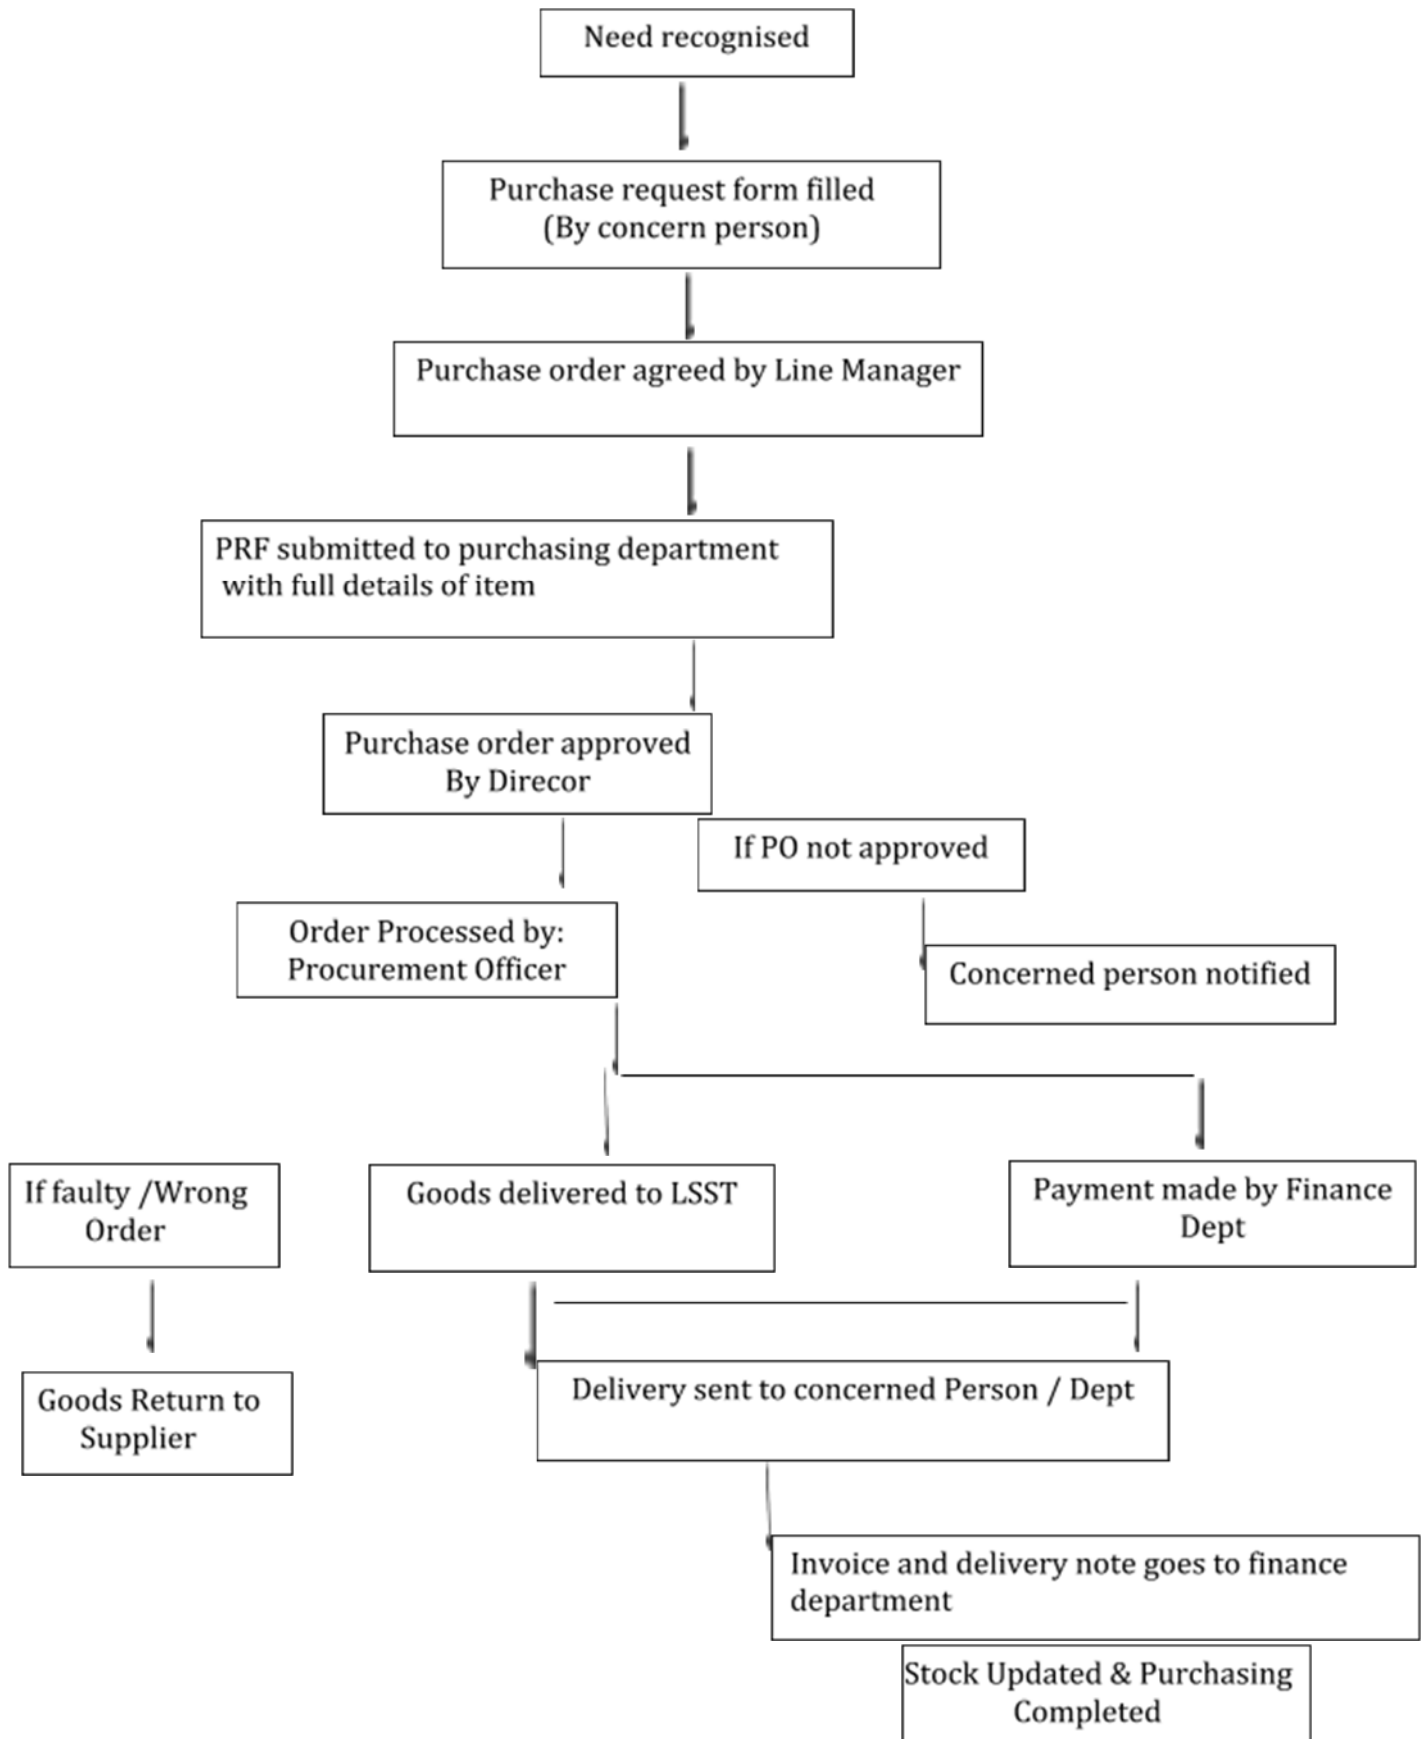 Need recognised
Purchase request form filled
(By concern person)
Purchase order agreed by Line Manager
PRF submitted to purchasing department
with full details of item
Purchase order approved
By Direcor
If PO not approved
Order Processed by:
Procurement Officer
Concerned person notified
If faulty /Wrong
Order
Goods delivered to LSST
Payment made by Finance
Dept
Goods Return to
Supplier
Delivery sent to concerned Person / Dept
Invoice and delivery note goes to finance
department
Stock Updated & Purchasing
Completed